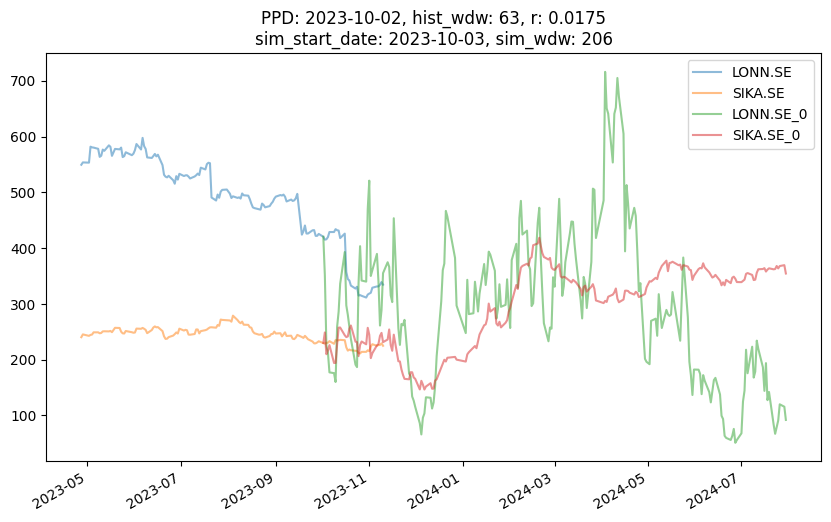 PPD: 2023-10-02, hist_wdw: 63, r: 0.0175
sim_start_date: 2023-10-03, sim_wdw: 206
LONN.SE
SIKA.SE
LONN.SE_0
SIKA.SE_0
700
600
500
400
300
200
100
2023-05
2023-07
2023-09
2023-11
2024-01
2024-03
2024-05
2024-07